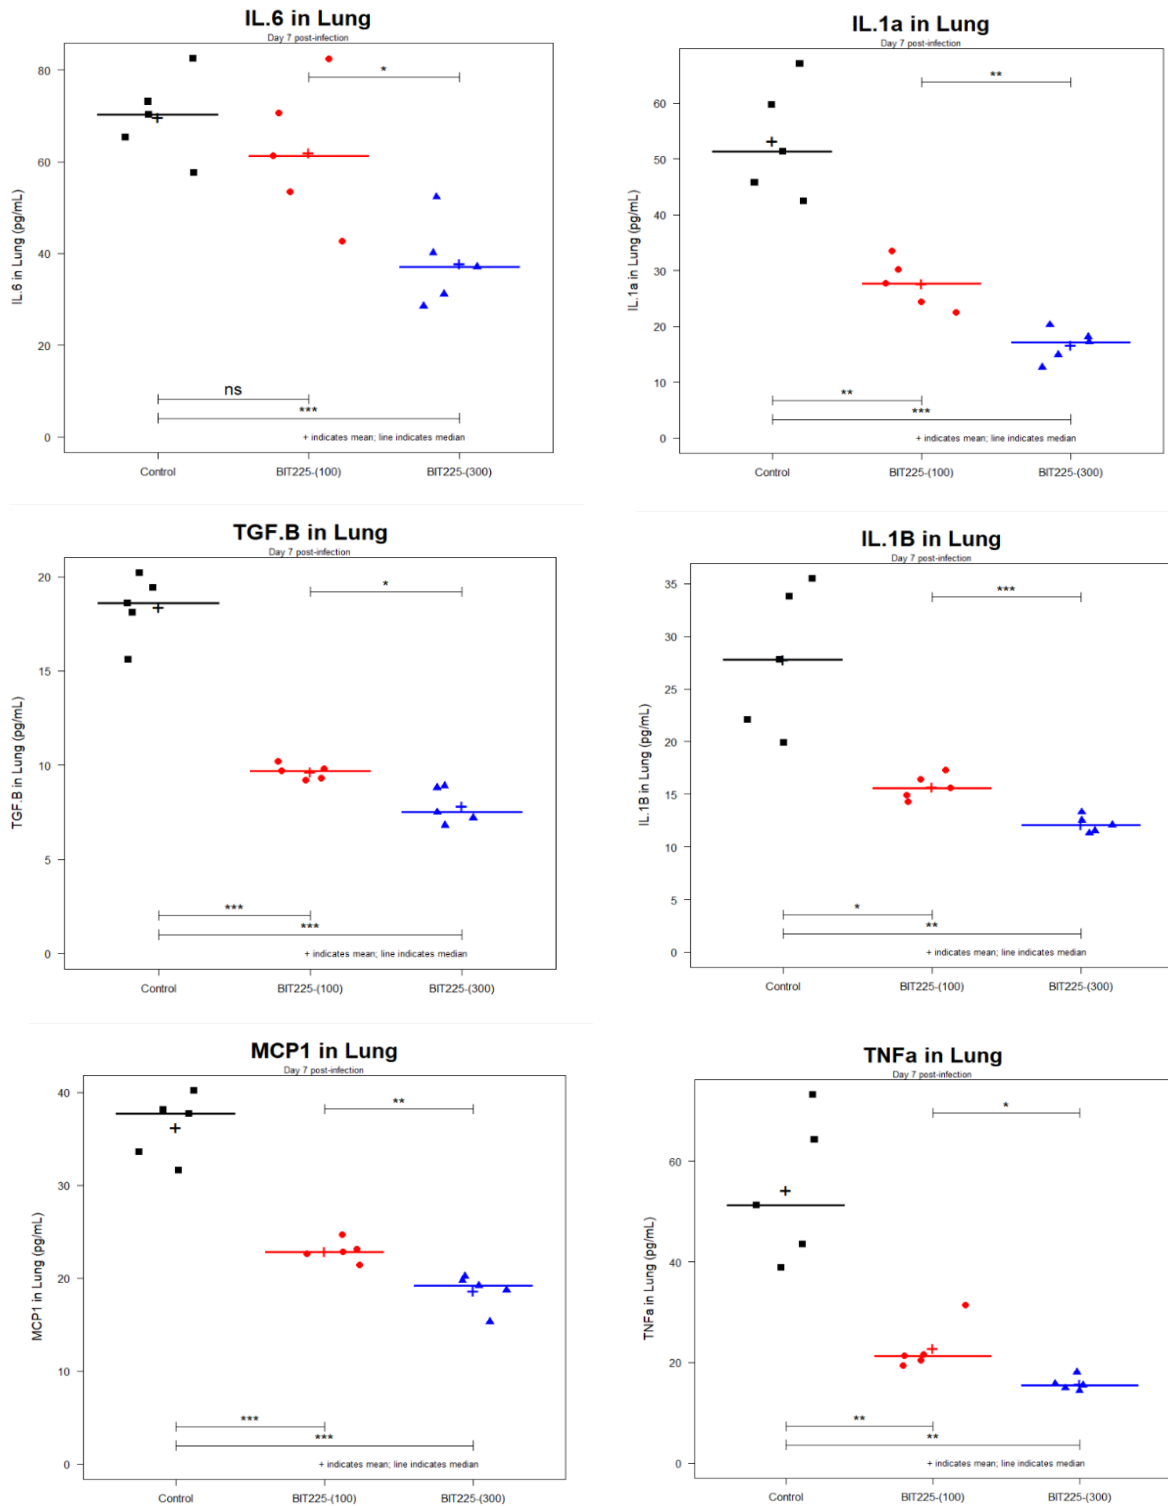 IL.6 in Lung
Day 7 post-infection
80
60
40
20
0
IL.6 in Lung (pg/mL)
*
ns
***
+ indicates mean; line indicates median
Control
BIT225-(100)
BIT225-(300)
IL.1a in Lung
Day 7 post-infection
60
50
40
30
20
10
0
IL.1a in Lung (pg/mL)
**
**
***
+ indicates mean; line indicates median
Control
BIT225-(100)
BIT225-(300)
TGF.B in Lung
Day 7 post-infection
20
15
10
5
0
TGF.B in Lung (pg/mL)
*
***
***
+ indicates mean; line indicates median
Control
BIT225-(100)
BIT225-(300)
IL.1B in Lung
Day 7 post-infection
35
30
25
20
15
10
5
0
IL.1B in Lung (pg/mL)
***
*
**
+ indicates mean; line indicates median
Control
BIT225-(100)
BIT225-(300)
MCP1 in Lung
Day 7 post-infection
40
30
20
10
0
MCP1 in Lung (pg/mL)
**
***
***
+ indicates mean; line indicates median
Control
BIT225-(100)
BIT225-(300)
TNFa in Lung
Day 7 post-infection
60
40
20
0
TNFa in Lung (pg/mL)
*
**
**
+ indicates mean; line indicates median
Control
BIT225-(100)
BIT225-(300)